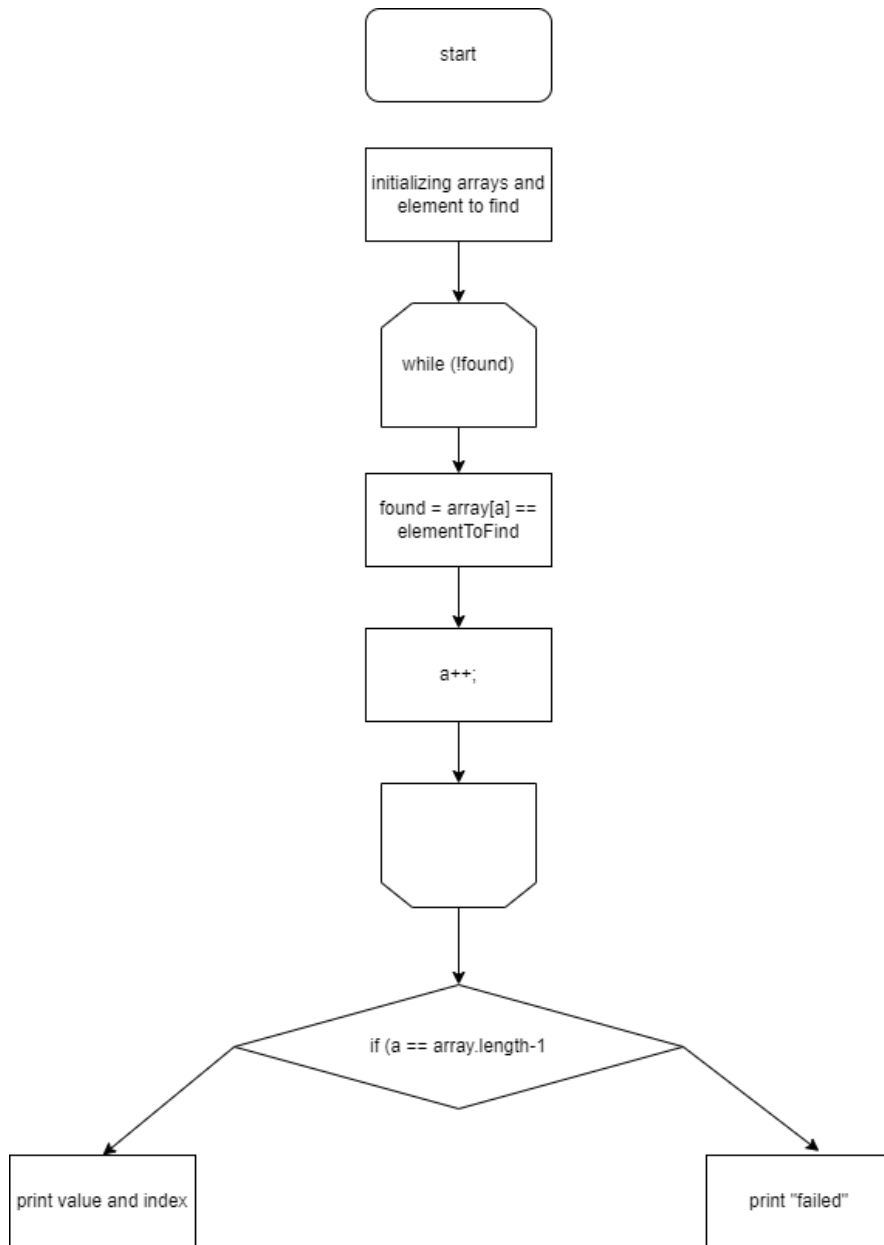 start
initializing arrays and
element to find
while (!found)
found = array[a] ==
elementToFind
a++;
if (a == array.length-1
print value and index
print "failed"